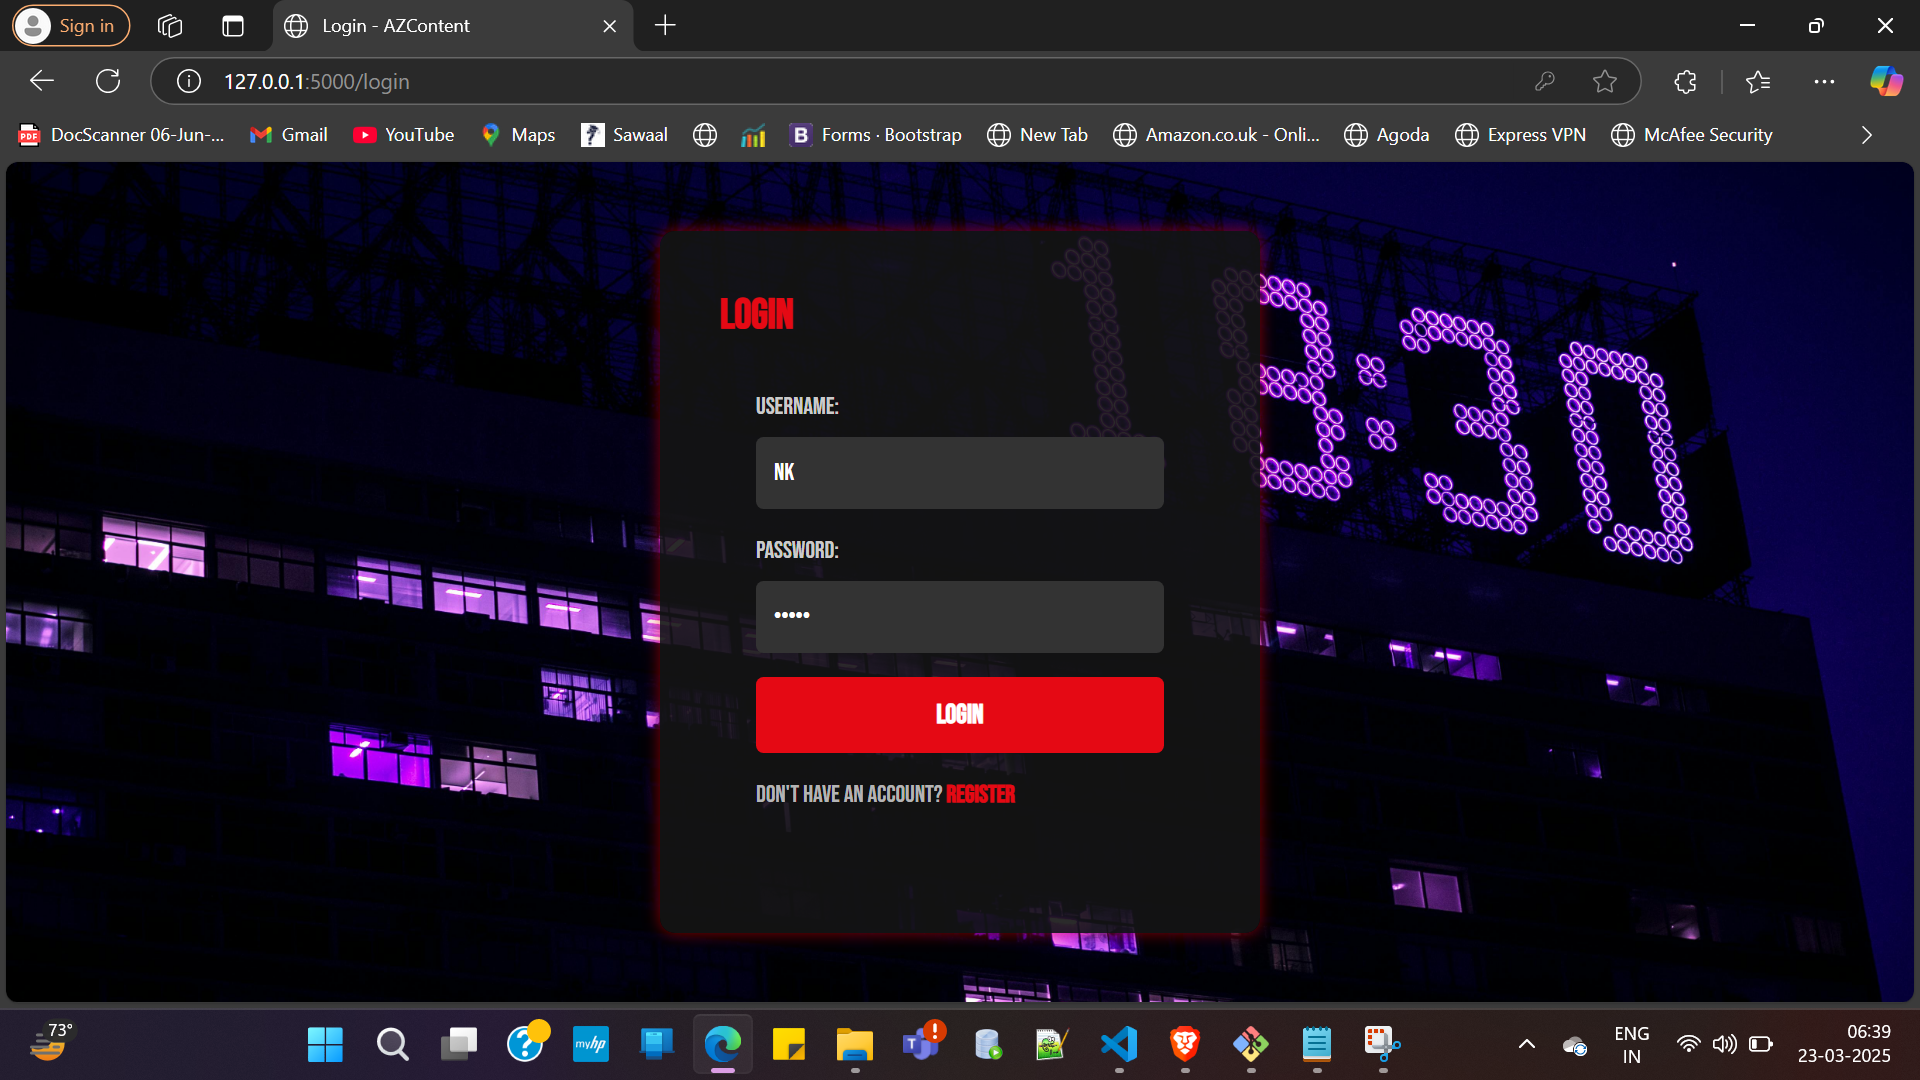 Sign in
Login - AZContent
127.0.0.1:5000/login
DocScanner 06-Jun-...
Gmail
YouTube
Maps
Sawaal
Forms · Bootstrap
New Tab
Amazon.co.uk - Onli...
Agoda
Express VPN
McAfee Security
LOGIN
USERNAME:
NK
PASSWORD:
•••••
LOGIN
DON'T HAVE AN ACCOUNT? REGISTER
:30
73°
myhp
ENG
IN
06:39
23-03-2025